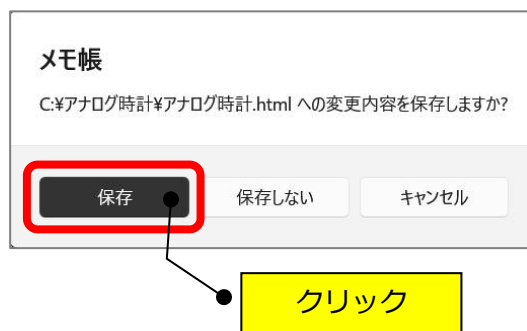 メモ帳
C:¥アナログ時計¥アナログ時計.html への変更内容を保存しますか?
保存 保存しない キャンセル
クリック